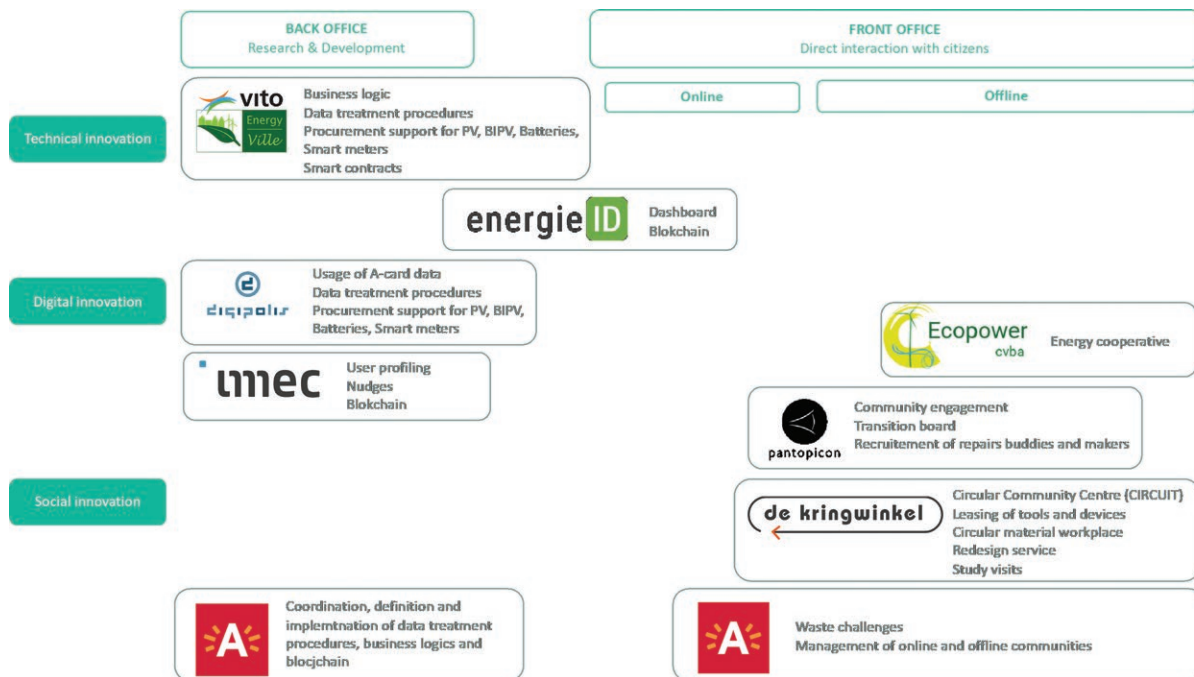 BACK OFFICE
Research & Development
FRONT OFFICE
Direct interaction with citizens
Online
Offline
Technical innovation
vito
Energy
Ville
Business logic
Data treatment procedures
Procurement support for PV, BIPV, Batteries,
Smart meters
Smart contracts
energie ID
Dashboard
Blokchain
Digital innovation
digipolis
Usage of A-card data
Data treatment procedures
Procurement support for PV, BIPV,
Batteries, Smart meters
Ecopower
cvba
Energy cooperative
imec
User profiling
Nudges
Blokchain
pantopicon
Community engagement
Transition board
Recruitement of repairs buddies and makers
Social innovation
de kringwinkel
Circular Community Centre (CIRCUIT)
Leasing of tools and devices
Circular material workplace
Redesign service
Study visits
A
Coordination, definition and
implemtnation of data treatment
procedures, business logics and
blocjchain
A
Waste challenges
Management of online and offline communities